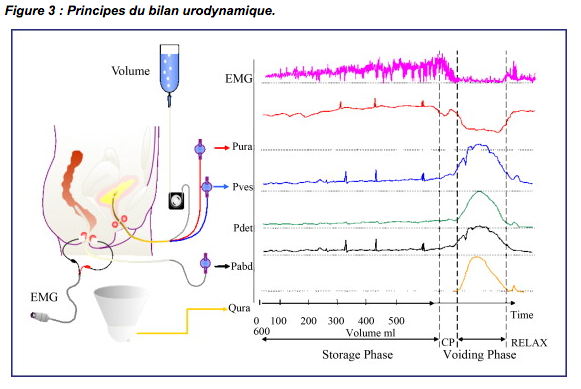 Figure 3 : Principes du bilan urodynamique.
Volume
EMG
Pura
Pves
Pdet
Pabd
EMG
Qura
0 100 200 300 400 500
600
Volume ml
Time
Storage Phase
CP
Voiding Phase
RELAX